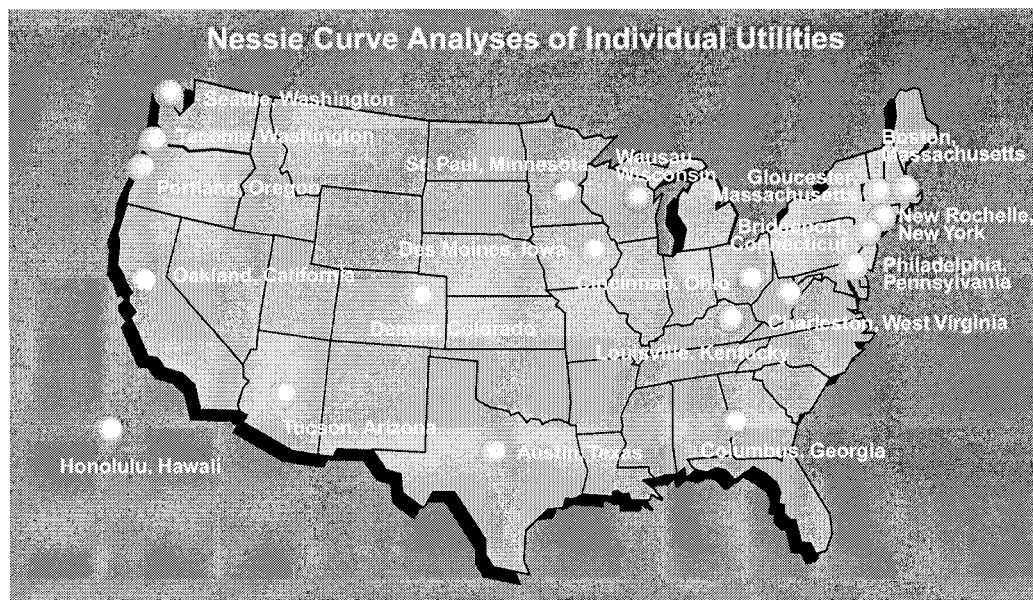 Nessie Curve Analyses of Individual Utilities
Seattle, Washington
Tacoma, Washington
Portland, Oregon
Oakland, California
Honolulu, Hawaii
Tucson, Arizona
Denver, Colorado
St. Paul, Minnesota
Des Moines, Iowa
Austin, Texas
Wausau,
Wisconsin
Cincinnati, Ohio
Louisville, Kentucky
Columbus, Georgia
Charleston, West Virginia
Boston,
Massachusetts
Gloucester,
Massachusetts
New Rochelle,
New York
Bridgeport,
Connecticut
Philadelphia,
Pennsylvania